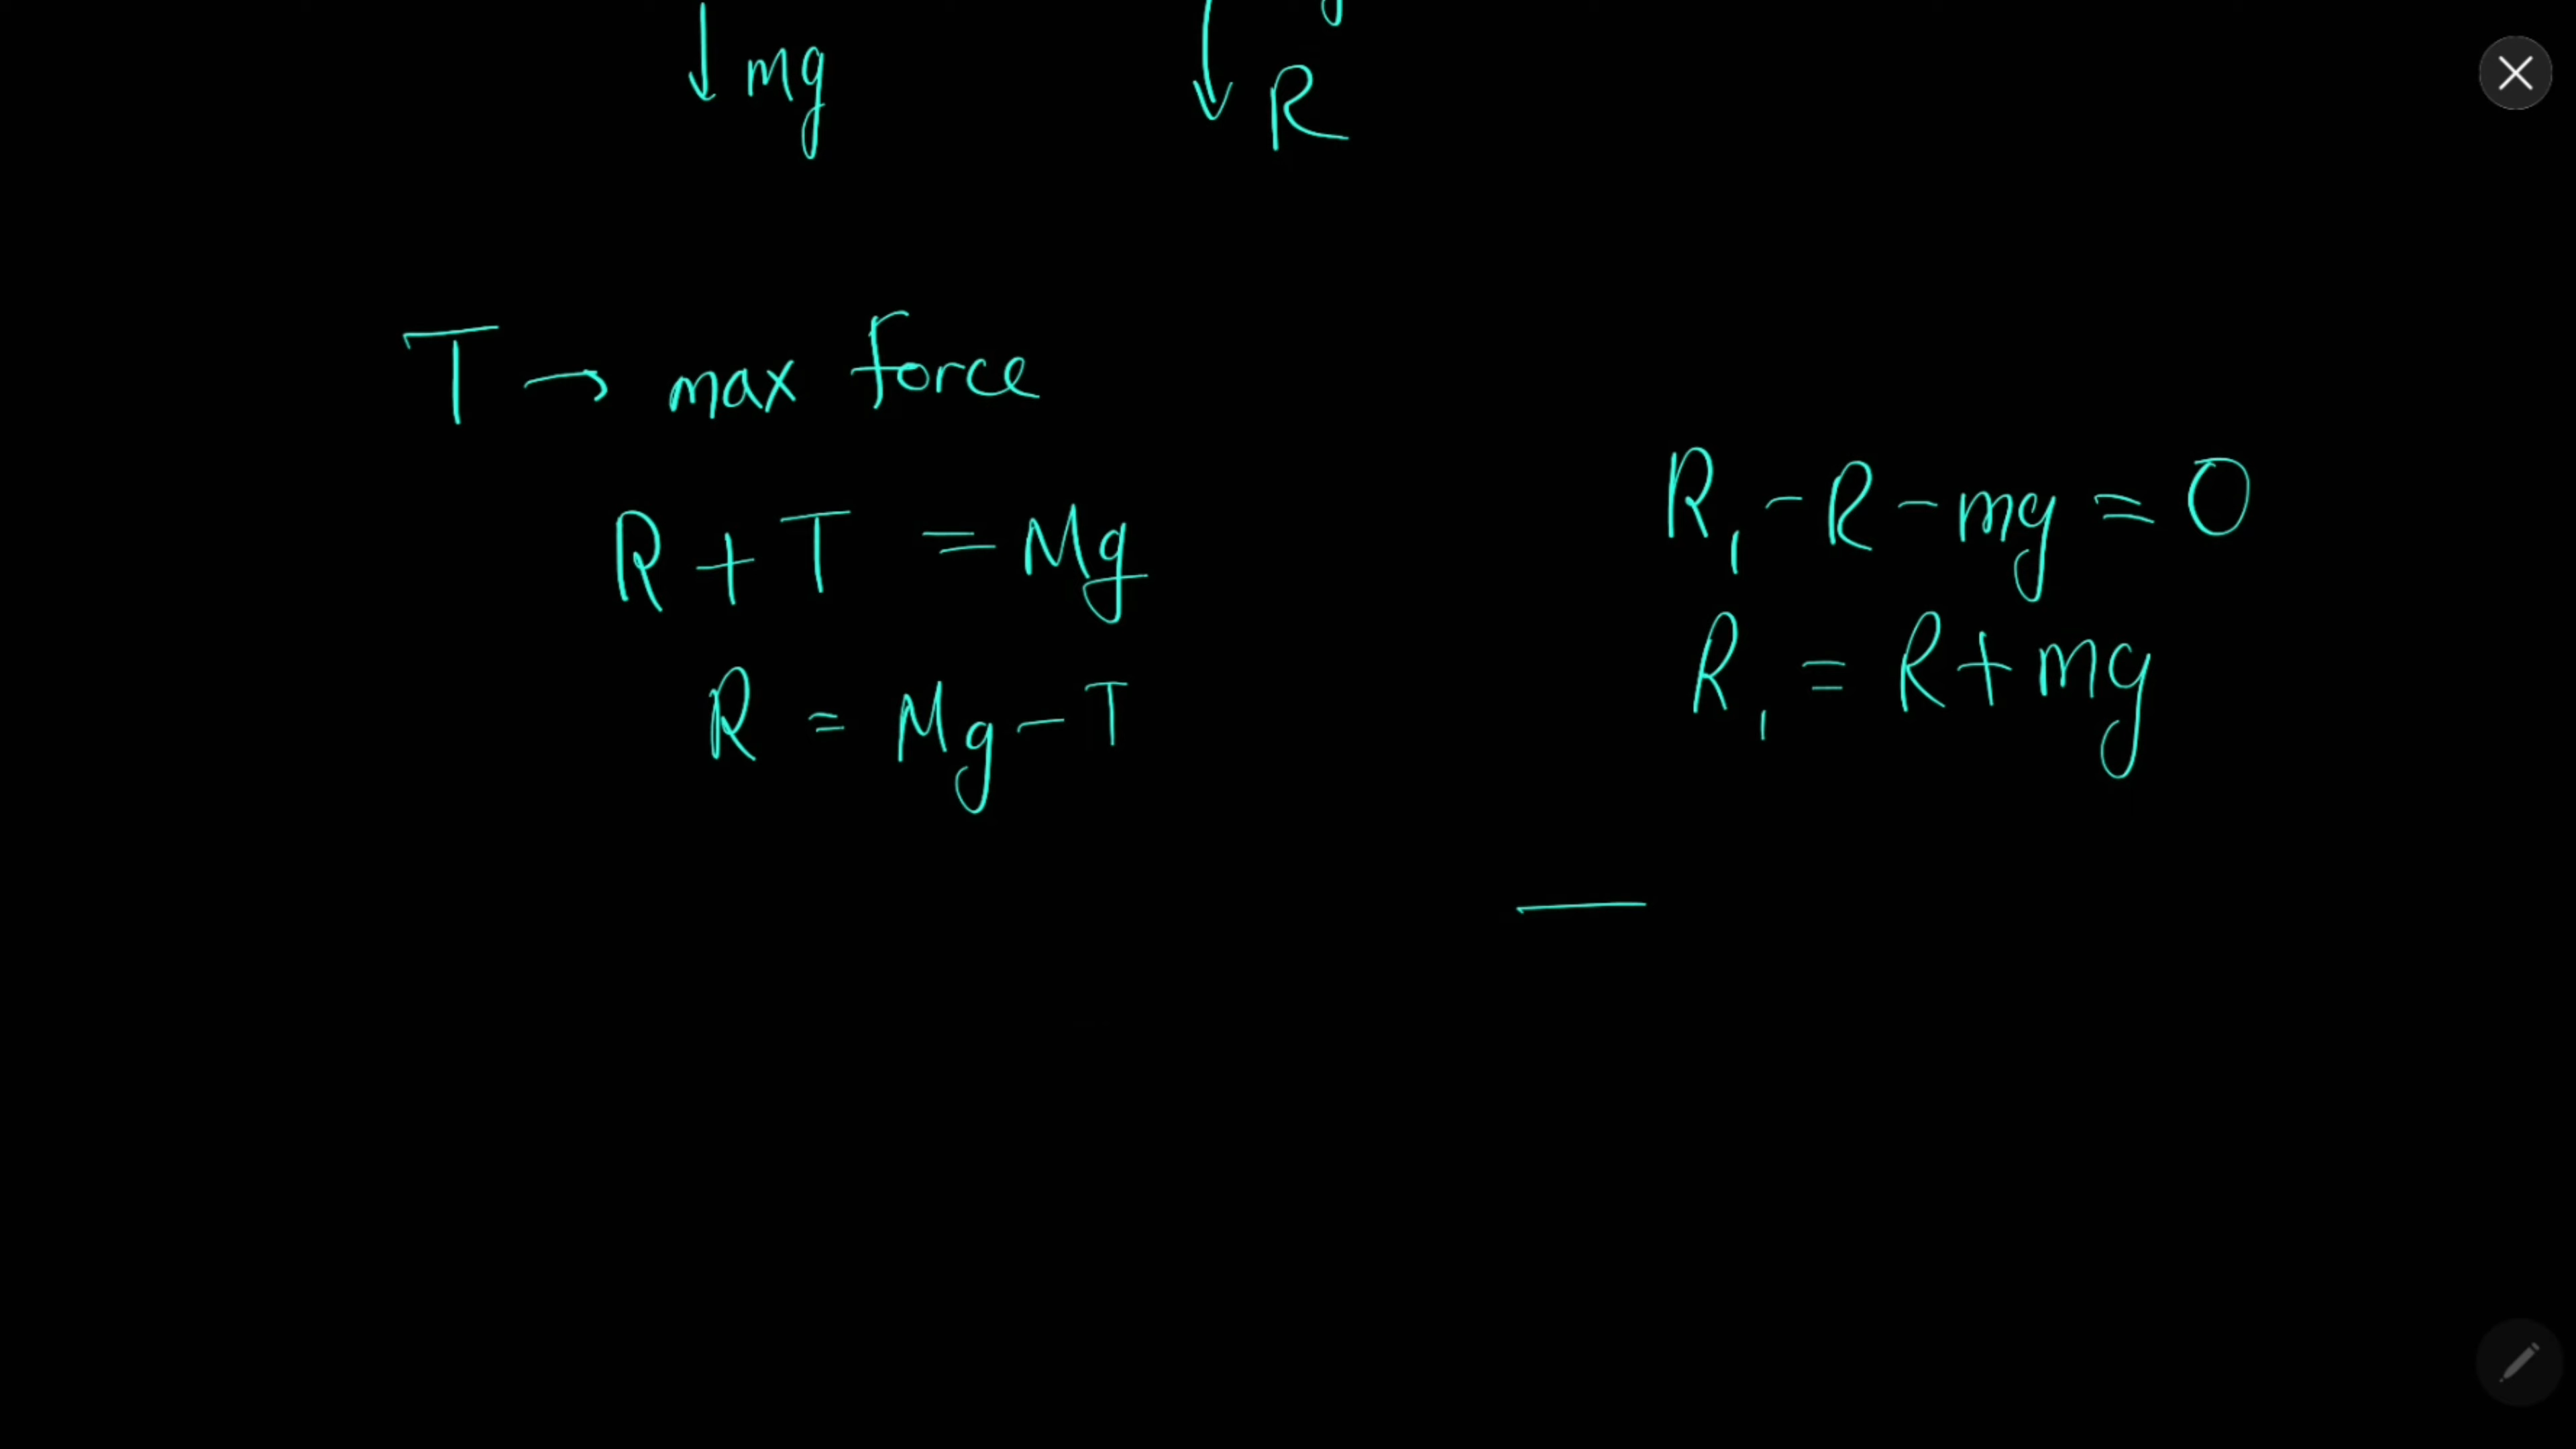 ↓ mg
↓ R
T → max force
R + T = Mg
R = Mg - T
R₁ - R - mg = 0
R₁ = R + mg